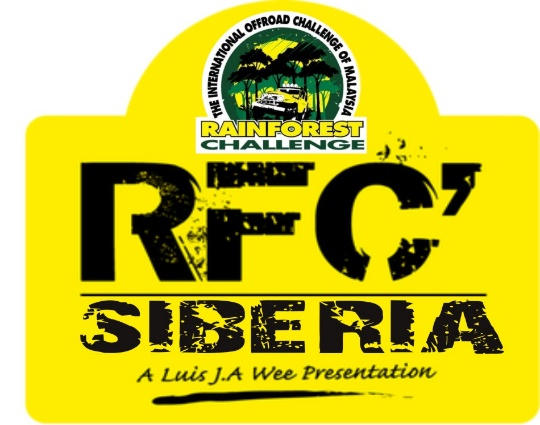 THE INTERNATIONAL OFFROAD CHALLENGE OF MALAYSIA
RAINFOREST
CHALLENGE
RFC'
SIBERIA
A Luis J.A Wee Presentation